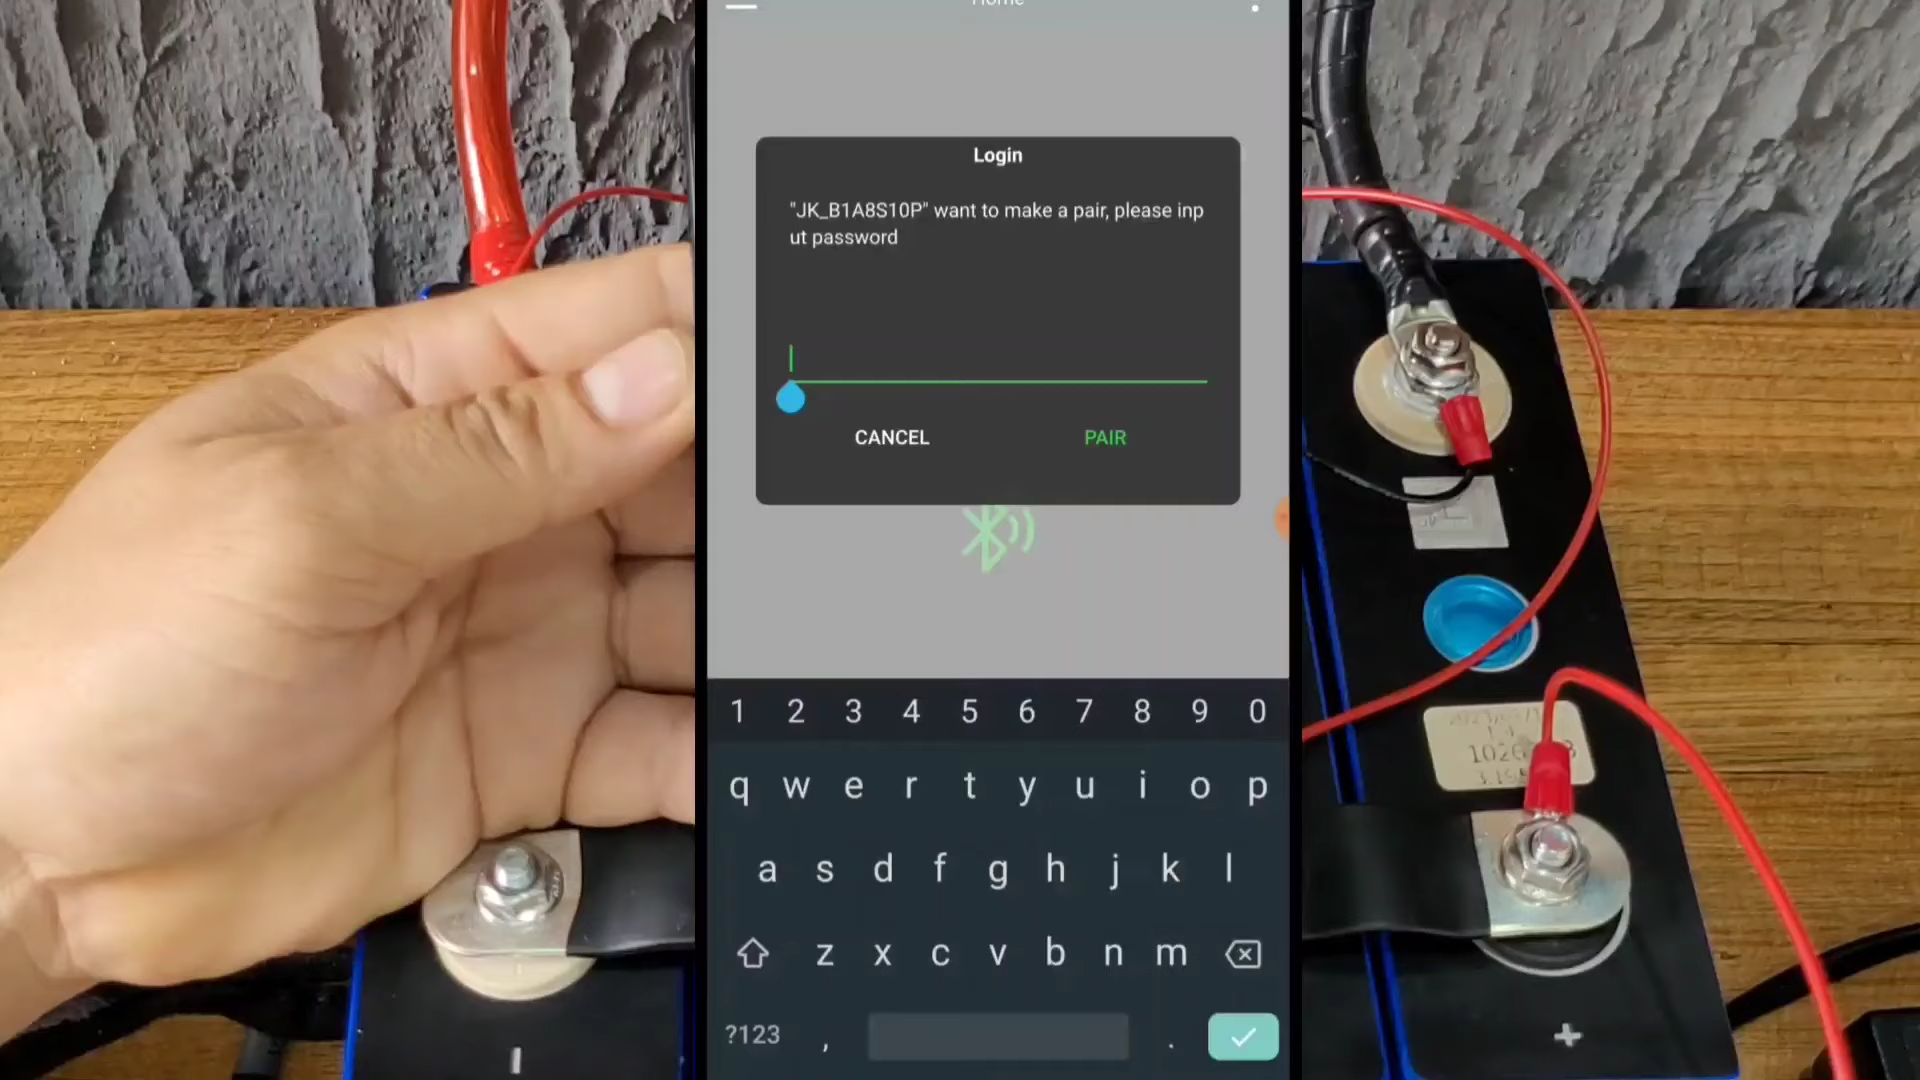 Home
Login
"JK_B1A8S10P" want to make a pair, please inp
ut password
CANCEL
PAIR
1 2 3 4 5 6 7 8 9 0
q w e r t y u i o p
a s d f g h j k l
z x c v b n m
?123 , .
+